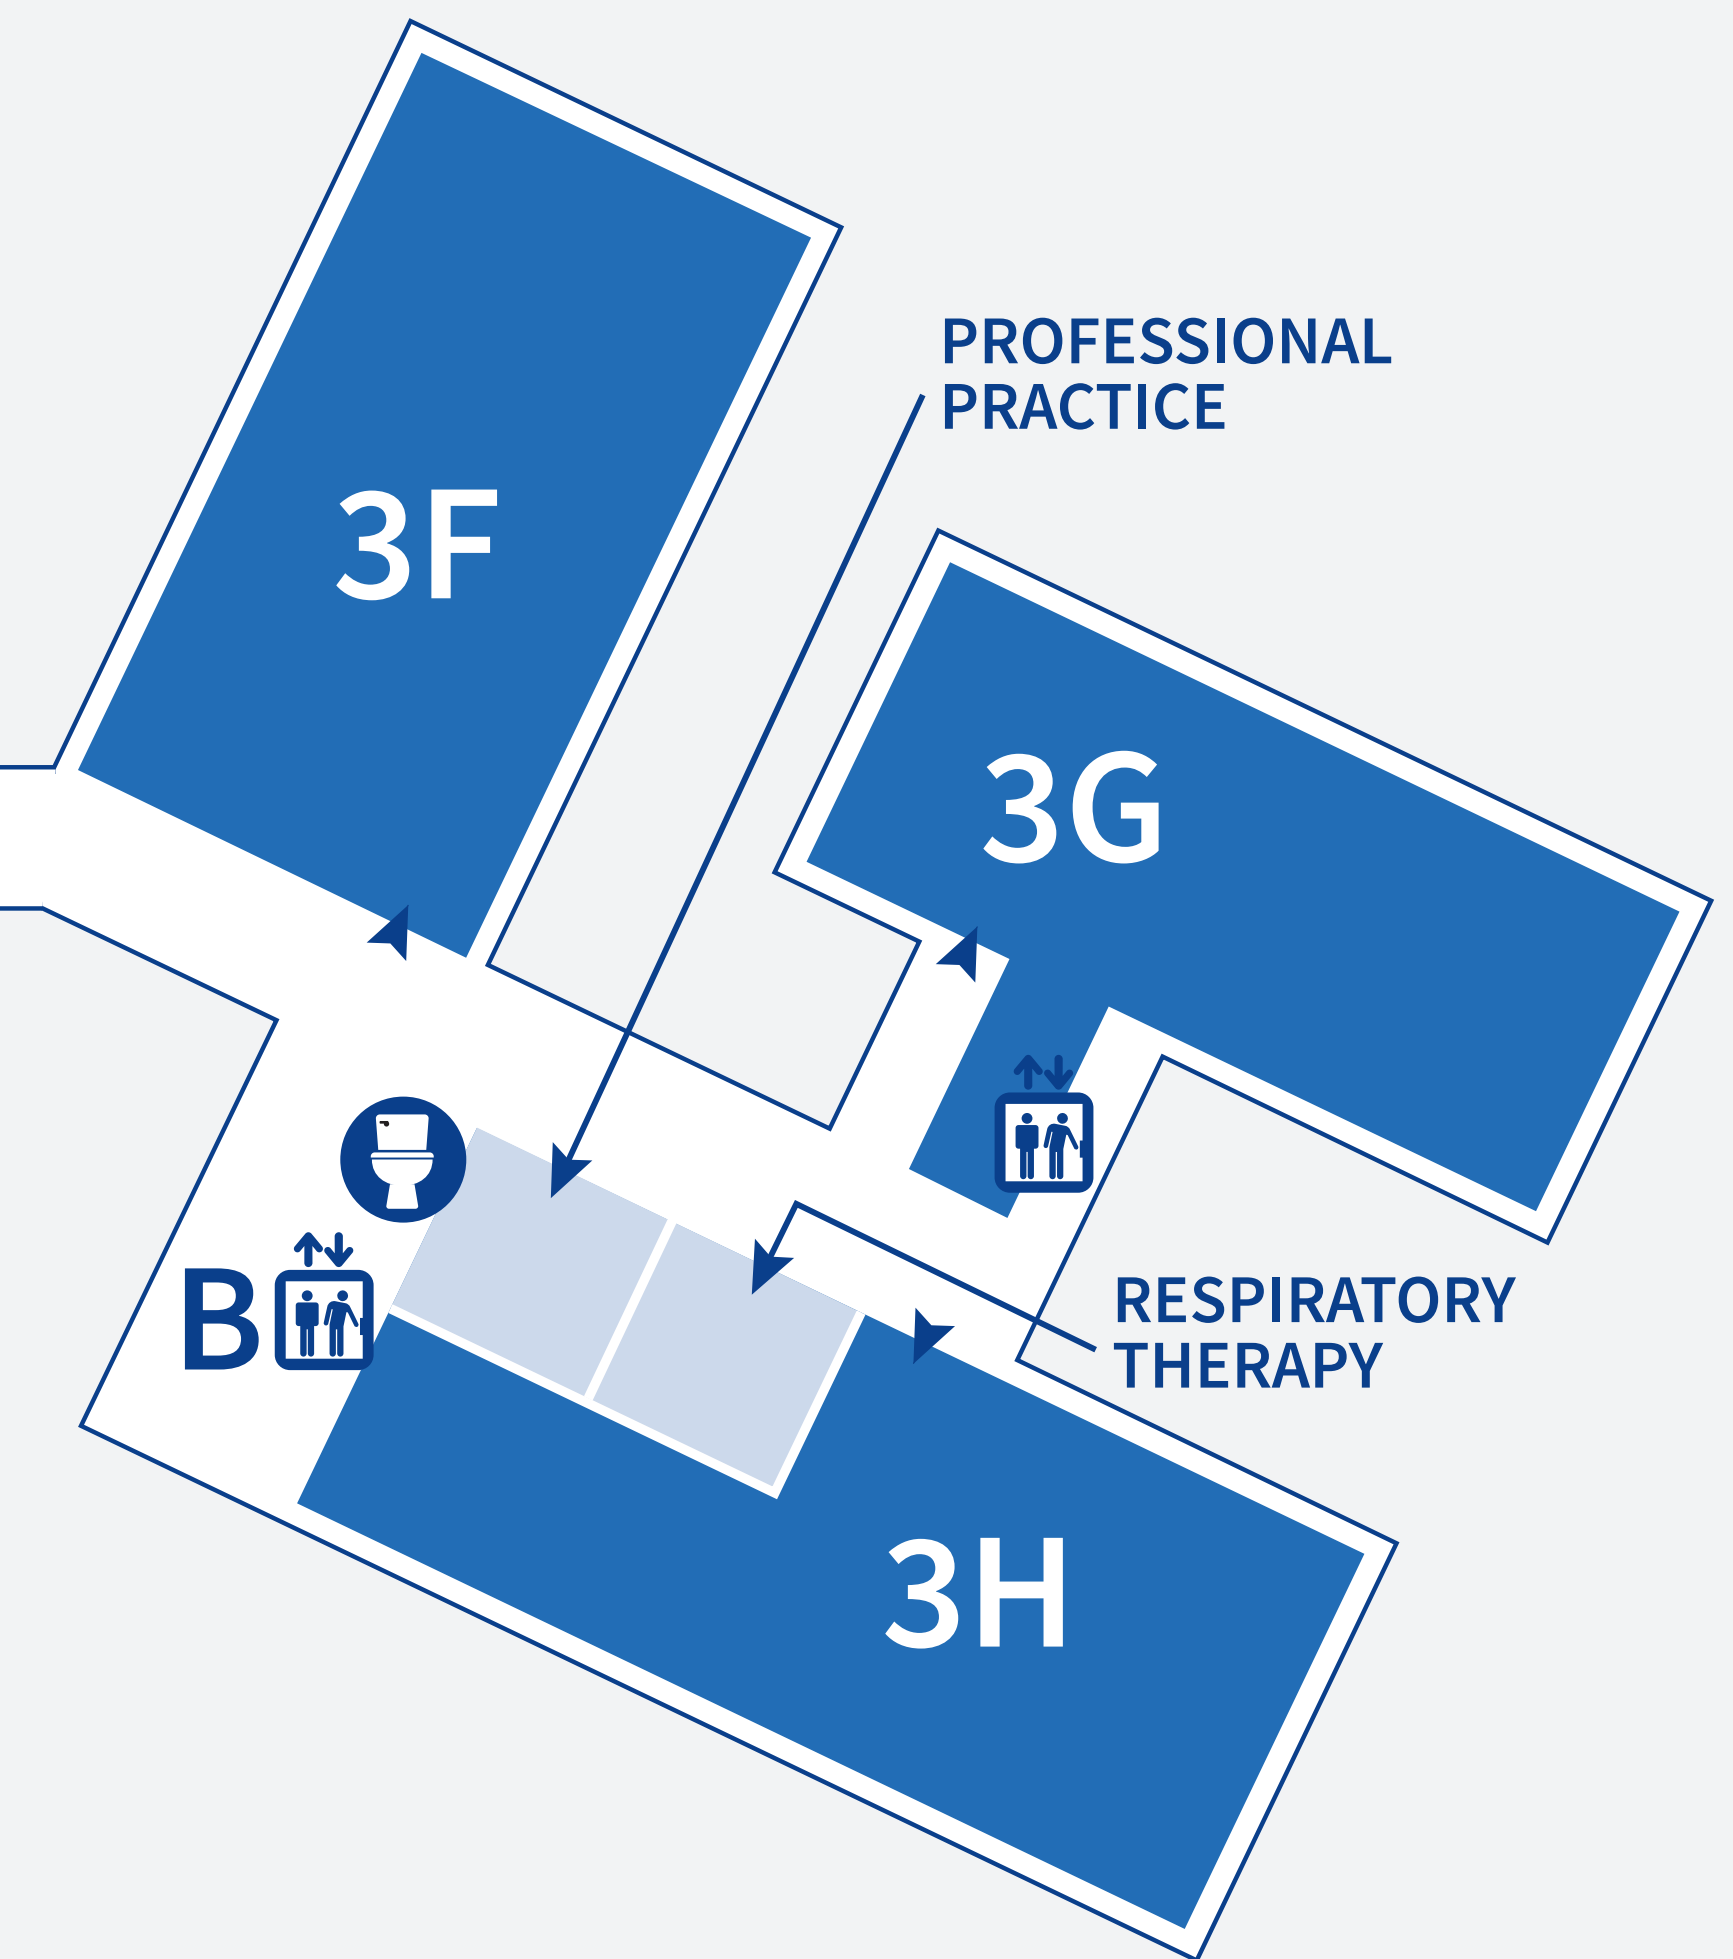 3F
PROFESSIONAL
PRACTICE
3G
B
RESPIRATORY
THERAPY
3H